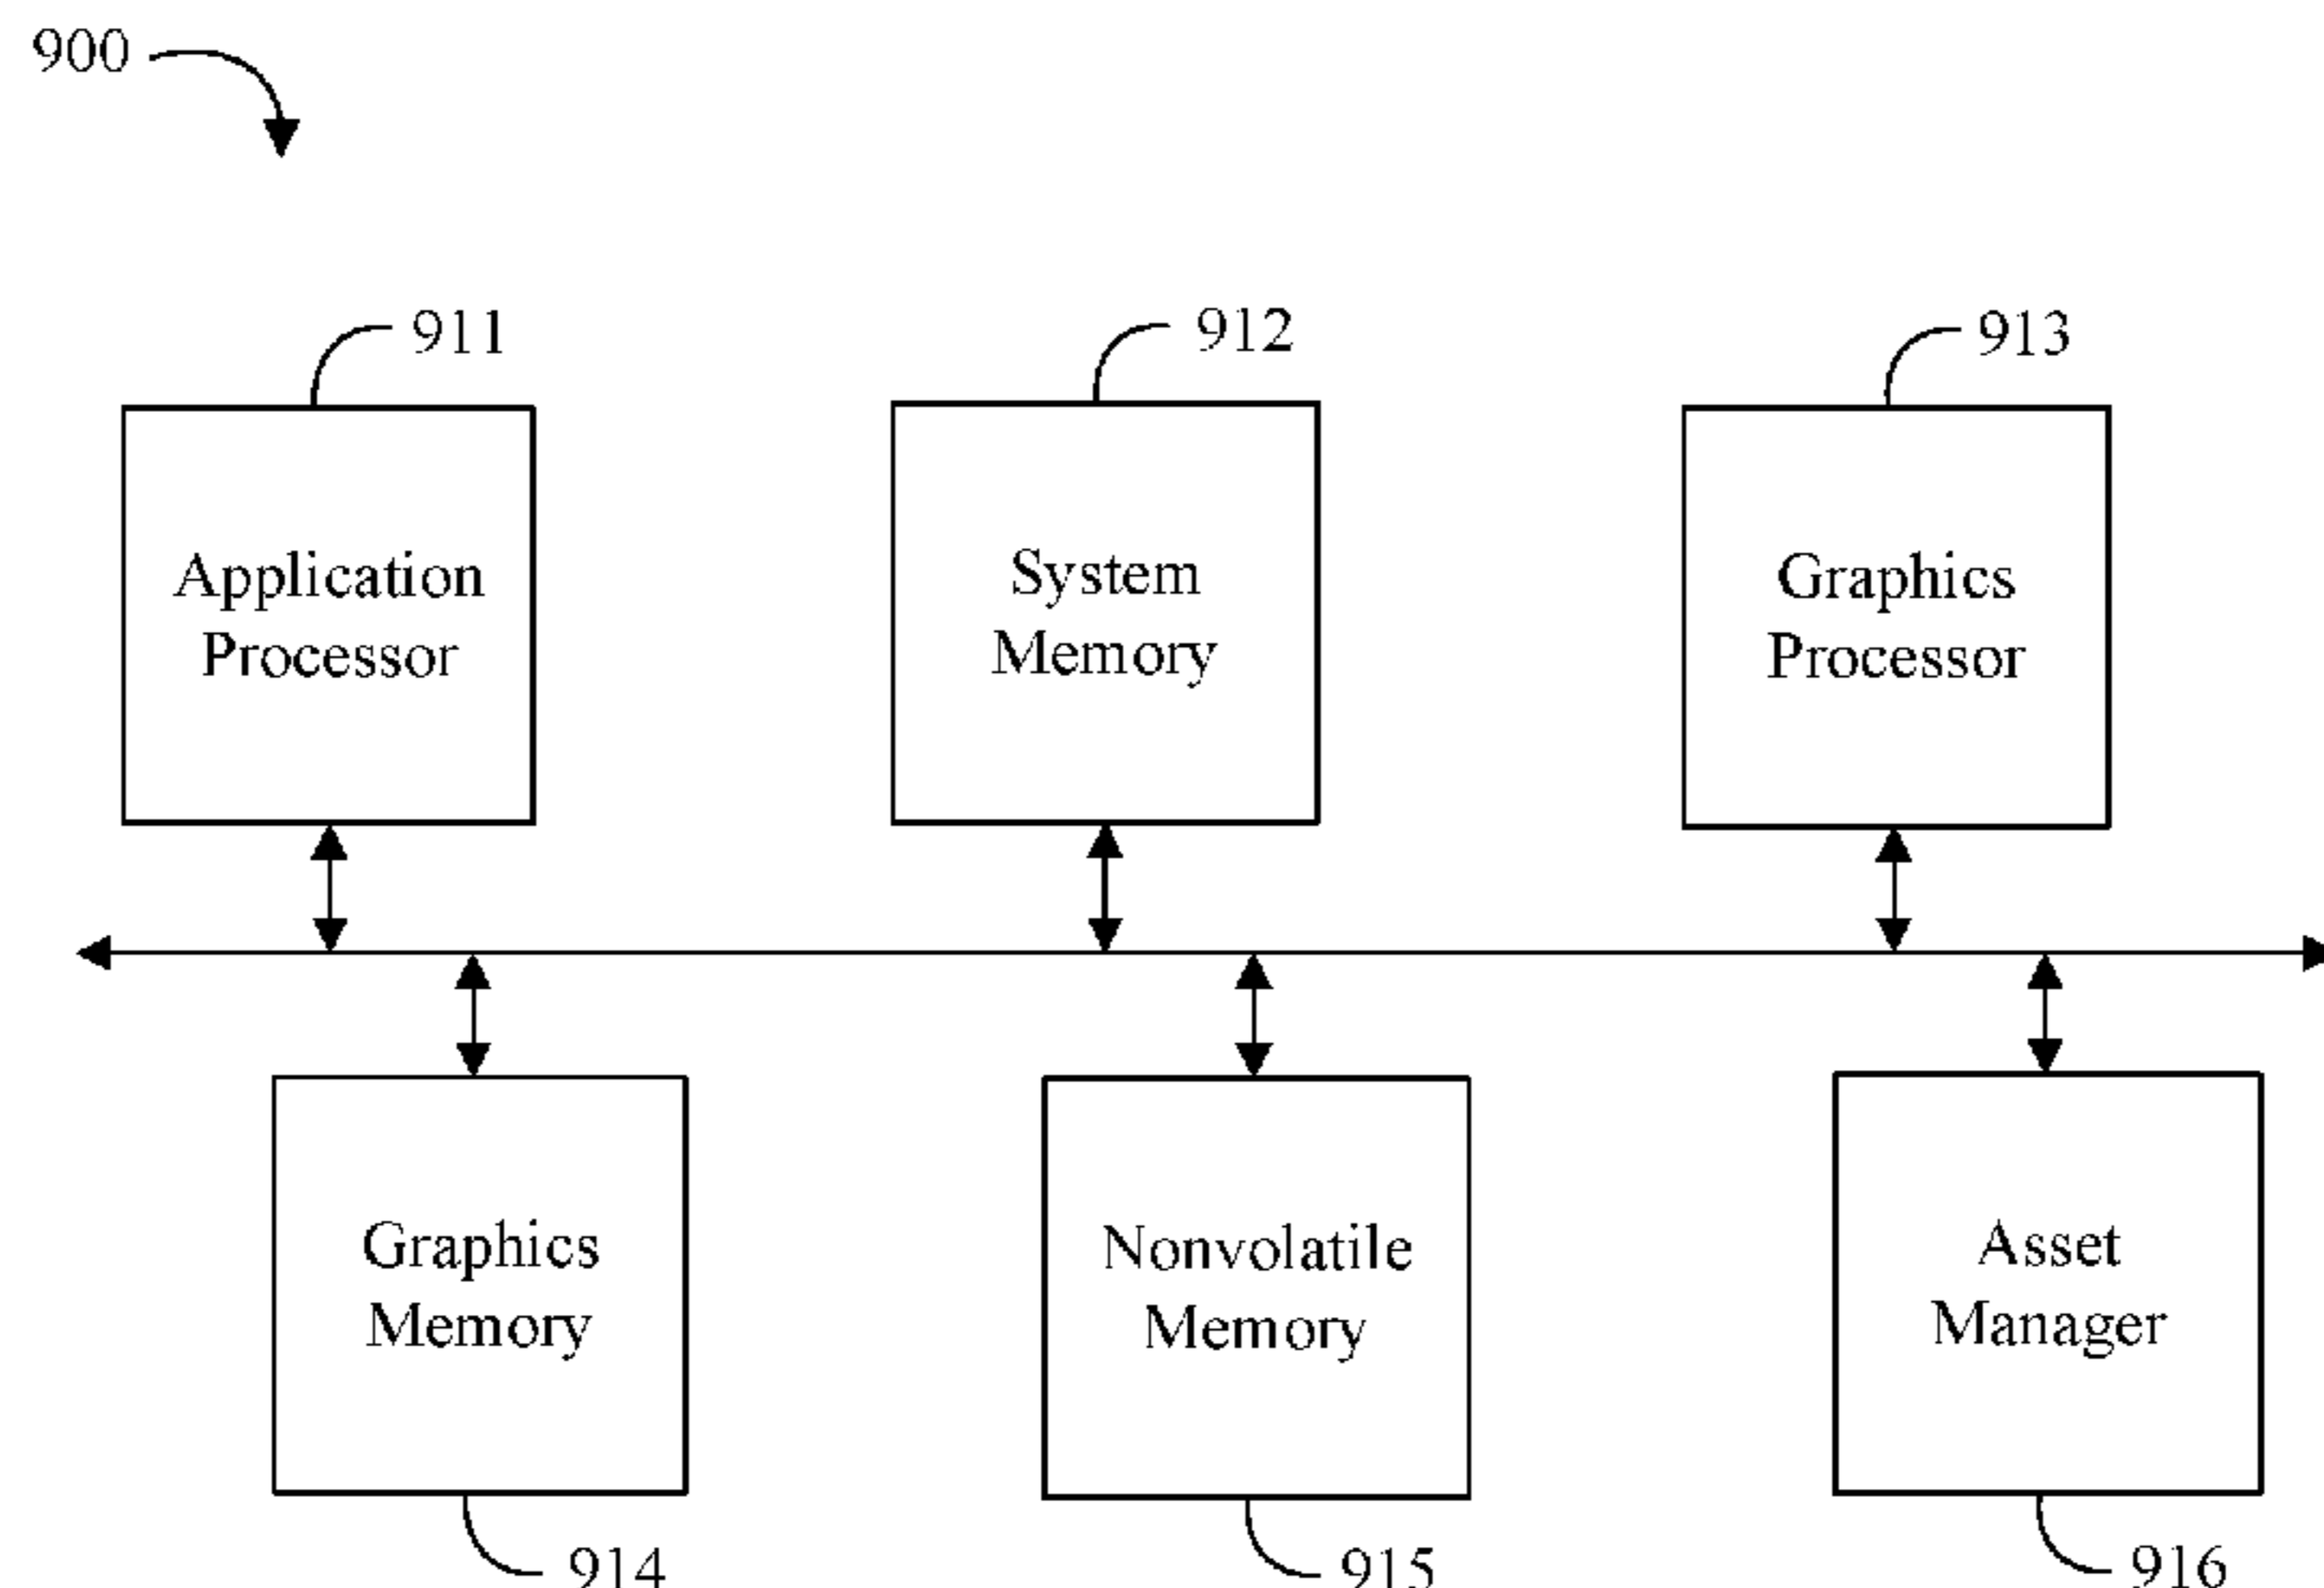 900
911
912
913
Application
Processor
System
Memory
Graphics
Processor
Graphics
Memory
Nonvolatile
Memory
Asset
Manager
914
915
916